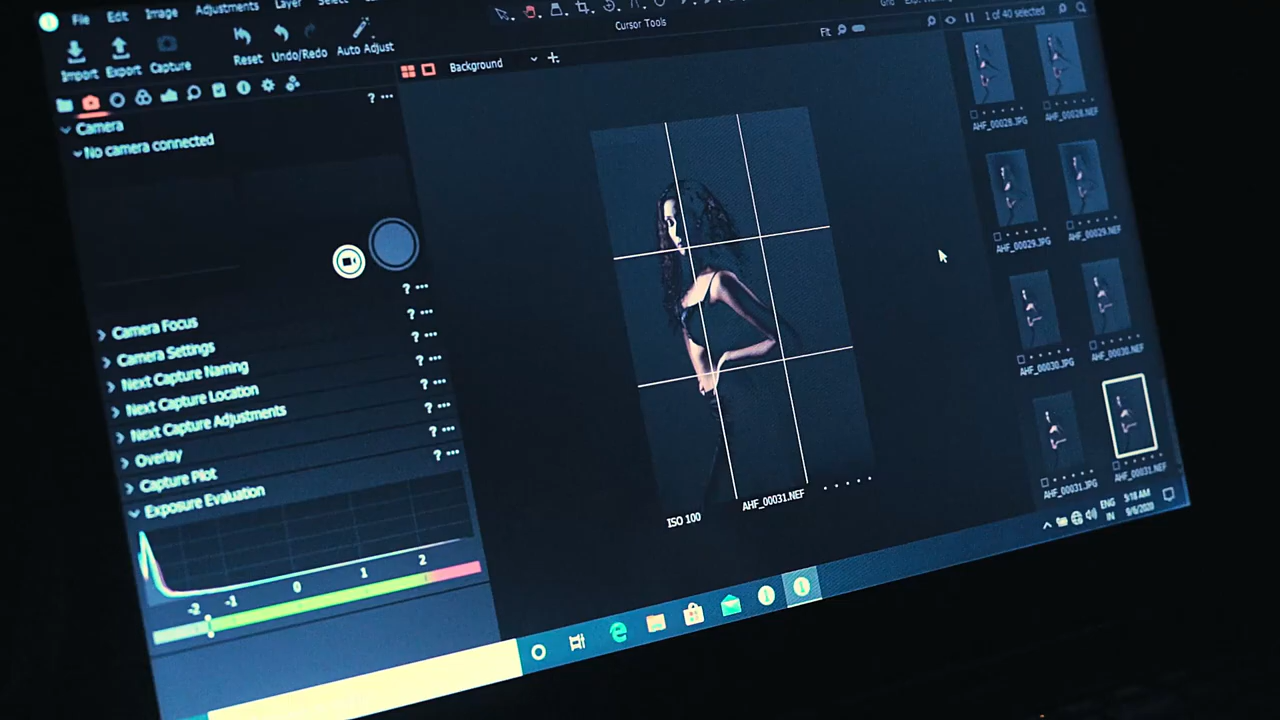 File Edit Image Adjustments Layer
Import Export Capture Reset Undo/Redo Auto Adjust
Cursor Tools
Fit
1 of 40 selected
Background
Camera
No camera connected
Camera Focus
Camera Settings
Next Capture Naming
Next Capture Location
Next Capture Adjustments
Overlay
Capture Pilot
Exposure Evaluation
-2 -1 0 1 2
ISO 100
AHF_00031.NEF
AHF_00028.JPG AHF_00028.NEF
AHF_00029.JPG AHF_00029.NEF
AHF_00030.JPG AHF_00030.NEF
AHF_00031.JPG AHF_00031.NEF
ENG
IN
5:18 AM
9/6/2020